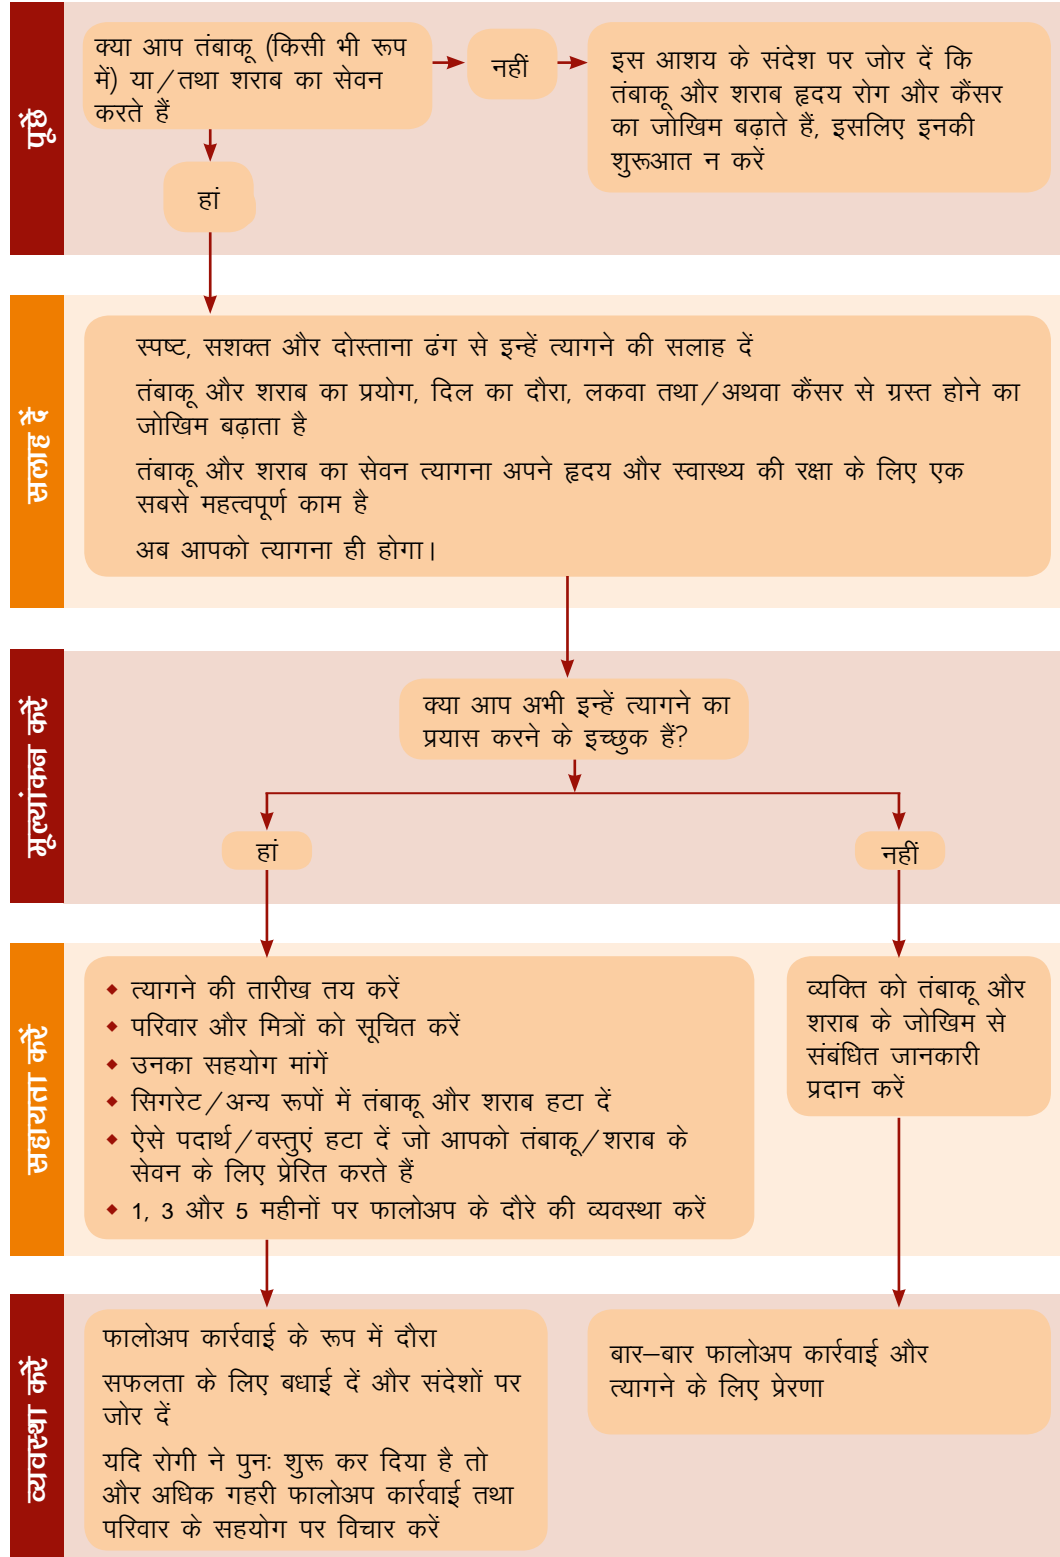 पूछें
क्या आप तंबाकू (किसी भी रूप
में) या/तथा शराब का सेवन
करते हैं
नहीं
इस आशय के संदेश पर जोर दें कि
तंबाकू और शराब हृदय रोग और कैंसर
का जोखिम बढ़ाते हैं, इसलिए इनकी
शुरूआत न करें
हां
सलाह दें
स्पष्ट, सशक्त और दोस्ताना ढंग से इन्हें त्यागने की सलाह दें
तंबाकू और शराब का प्रयोग, दिल का दौरा, लकवा तथा/अथवा कैंसर से ग्रस्त होने का
जोखिम बढ़ाता है
तंबाकू और शराब का सेवन त्यागना अपने हृदय और स्वास्थ्य की रक्षा के लिए एक
सबसे महत्वपूर्ण काम है
अब आपको त्यागना ही होगा।
मूल्यांकन करें
क्या आप अभी इन्हें त्यागने का
प्रयास करने के इच्छुक हैं?
हां
नहीं
सहायता करें
◆ त्यागने की तारीख तय करें
◆ परिवार और मित्रों को सूचित करें
◆ उनका सहयोग मांगें
◆ सिगरेट/अन्य रूपों में तंबाकू और शराब हटा दें
◆ ऐसे पदार्थ/वस्तुएं हटा दें जो आपको तंबाकू/शराब के
सेवन के लिए प्रेरित करते हैं
◆ 1, 3 और 5 महीनों पर फालोअप के दौरे की व्यवस्था करें
व्यक्ति को तंबाकू और
शराब के जोखिम से
संबंधित जानकारी
प्रदान करें
व्यवस्था करें
फालोअप कार्रवाई के रूप में दौरा
सफलता के लिए बधाई दें और संदेशों पर
जोर दें
यदि रोगी ने पुनः शुरू कर दिया है तो
और अधिक गहरी फालोअप कार्रवाई तथा
परिवार के सहयोग पर विचार करें
बार–बार फालोअप कार्रवाई और
त्यागने के लिए प्रेरणा